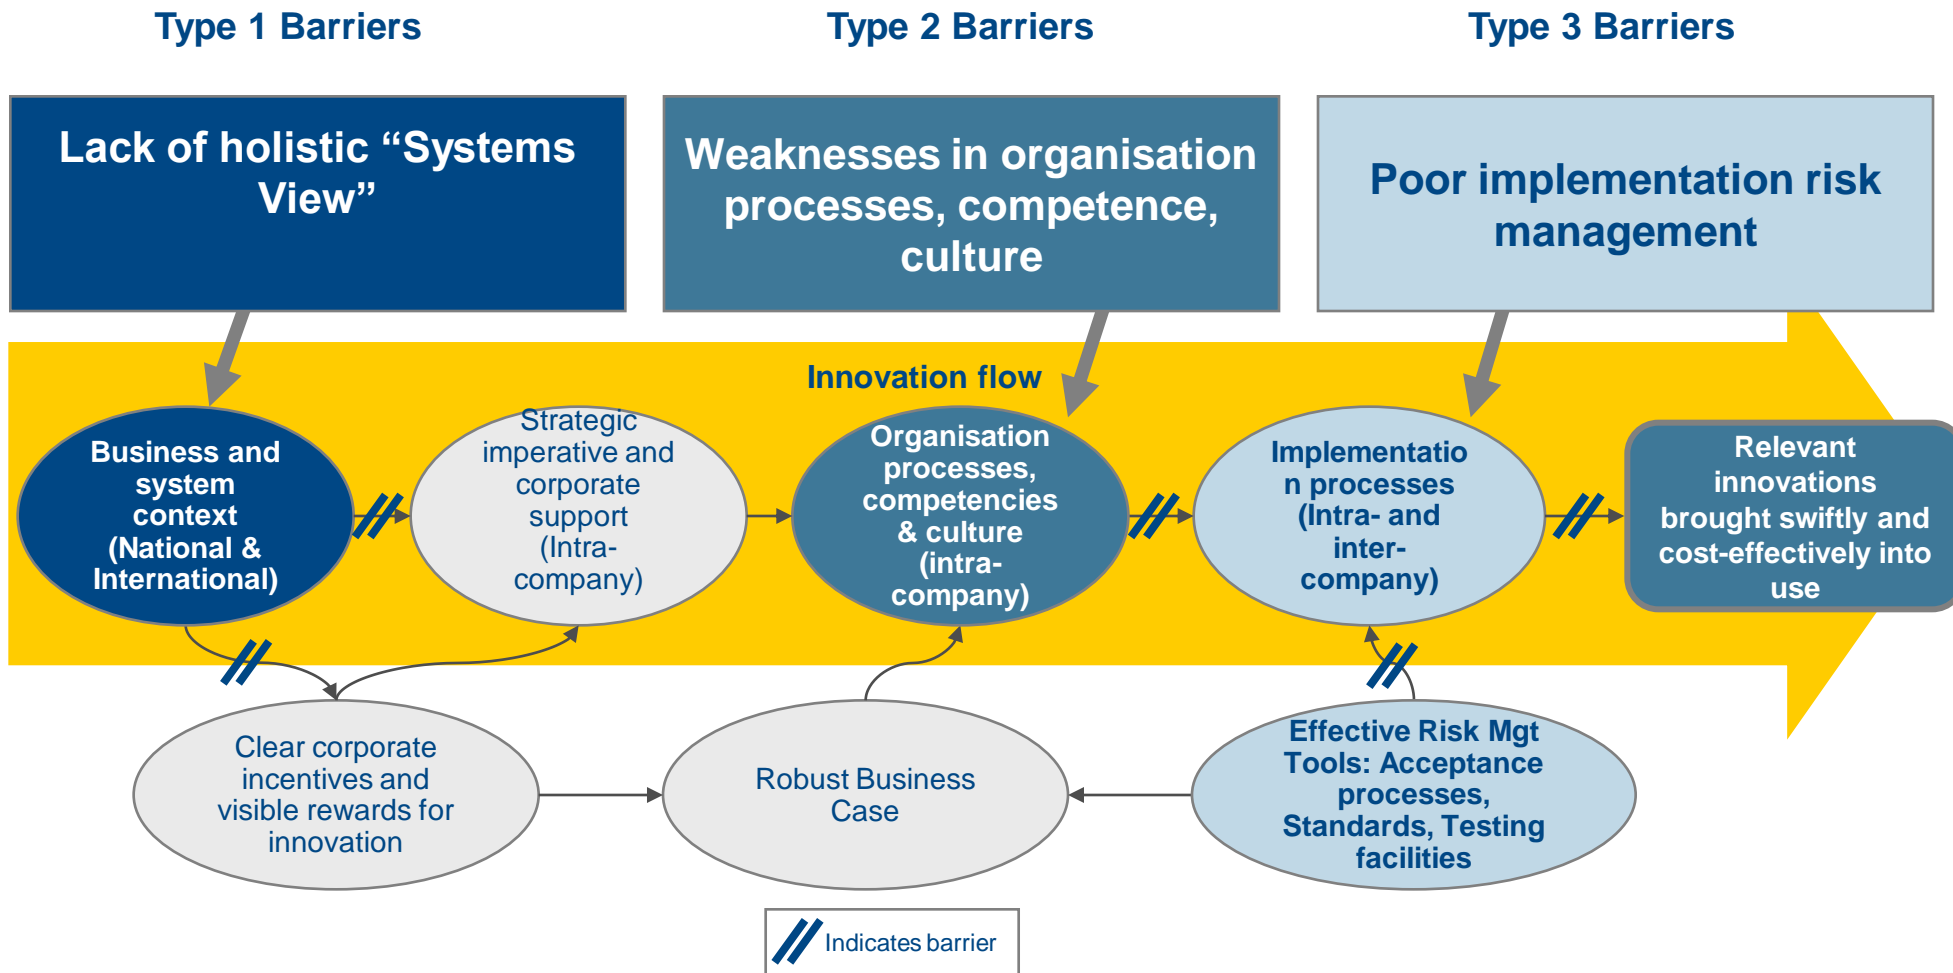 Type 1 Barriers
Type 2 Barriers
Type 3 Barriers
Lack of holistic “Systems
View”
Weaknesses in organisation
processes, competence,
culture
Poor implementation risk
management
Innovation flow
Business and
system
context
(National &
International)
Strategic
imperative and
corporate
support
(Intra-
company)
Organisation
processes,
competencies
& culture
(intra-
company)
Implementatio
n processes
(Intra- and
inter-
company)
Relevant
innovations
brought swiftly and
cost-effectively into
use
Clear corporate
incentives and
visible rewards for
innovation
Robust Business
Case
Effective Risk Mgt
Tools: Acceptance
processes,
Standards, Testing
facilities
Indicates barrier